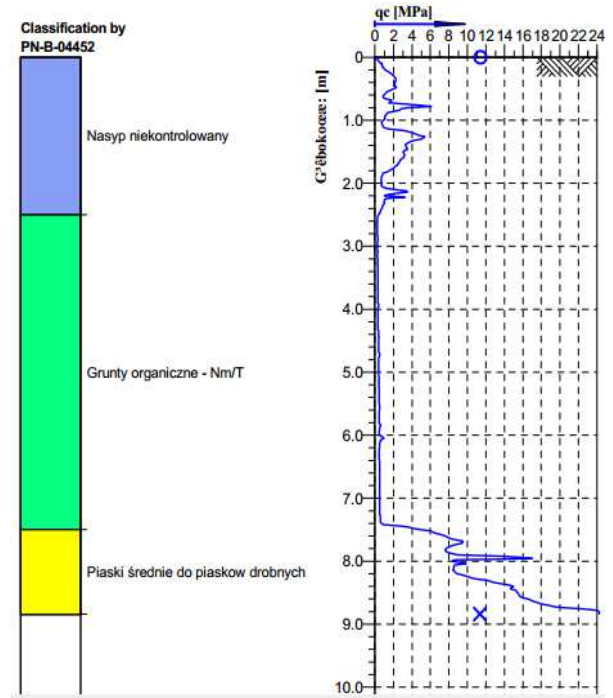 Classification by
PN-B-04452
Nasyp niekontrolowany
Grunty organiczne - Nm/T
Piaski średnie do piaskow drobnych
qc [MPa]
0 2 4 6 8 10 12 14 16 18 20 22 24
G³êbokoœæ: [m]
0
1.0
2.0
3.0
4.0
5.0
6.0
7.0
8.0
9.0
10.0